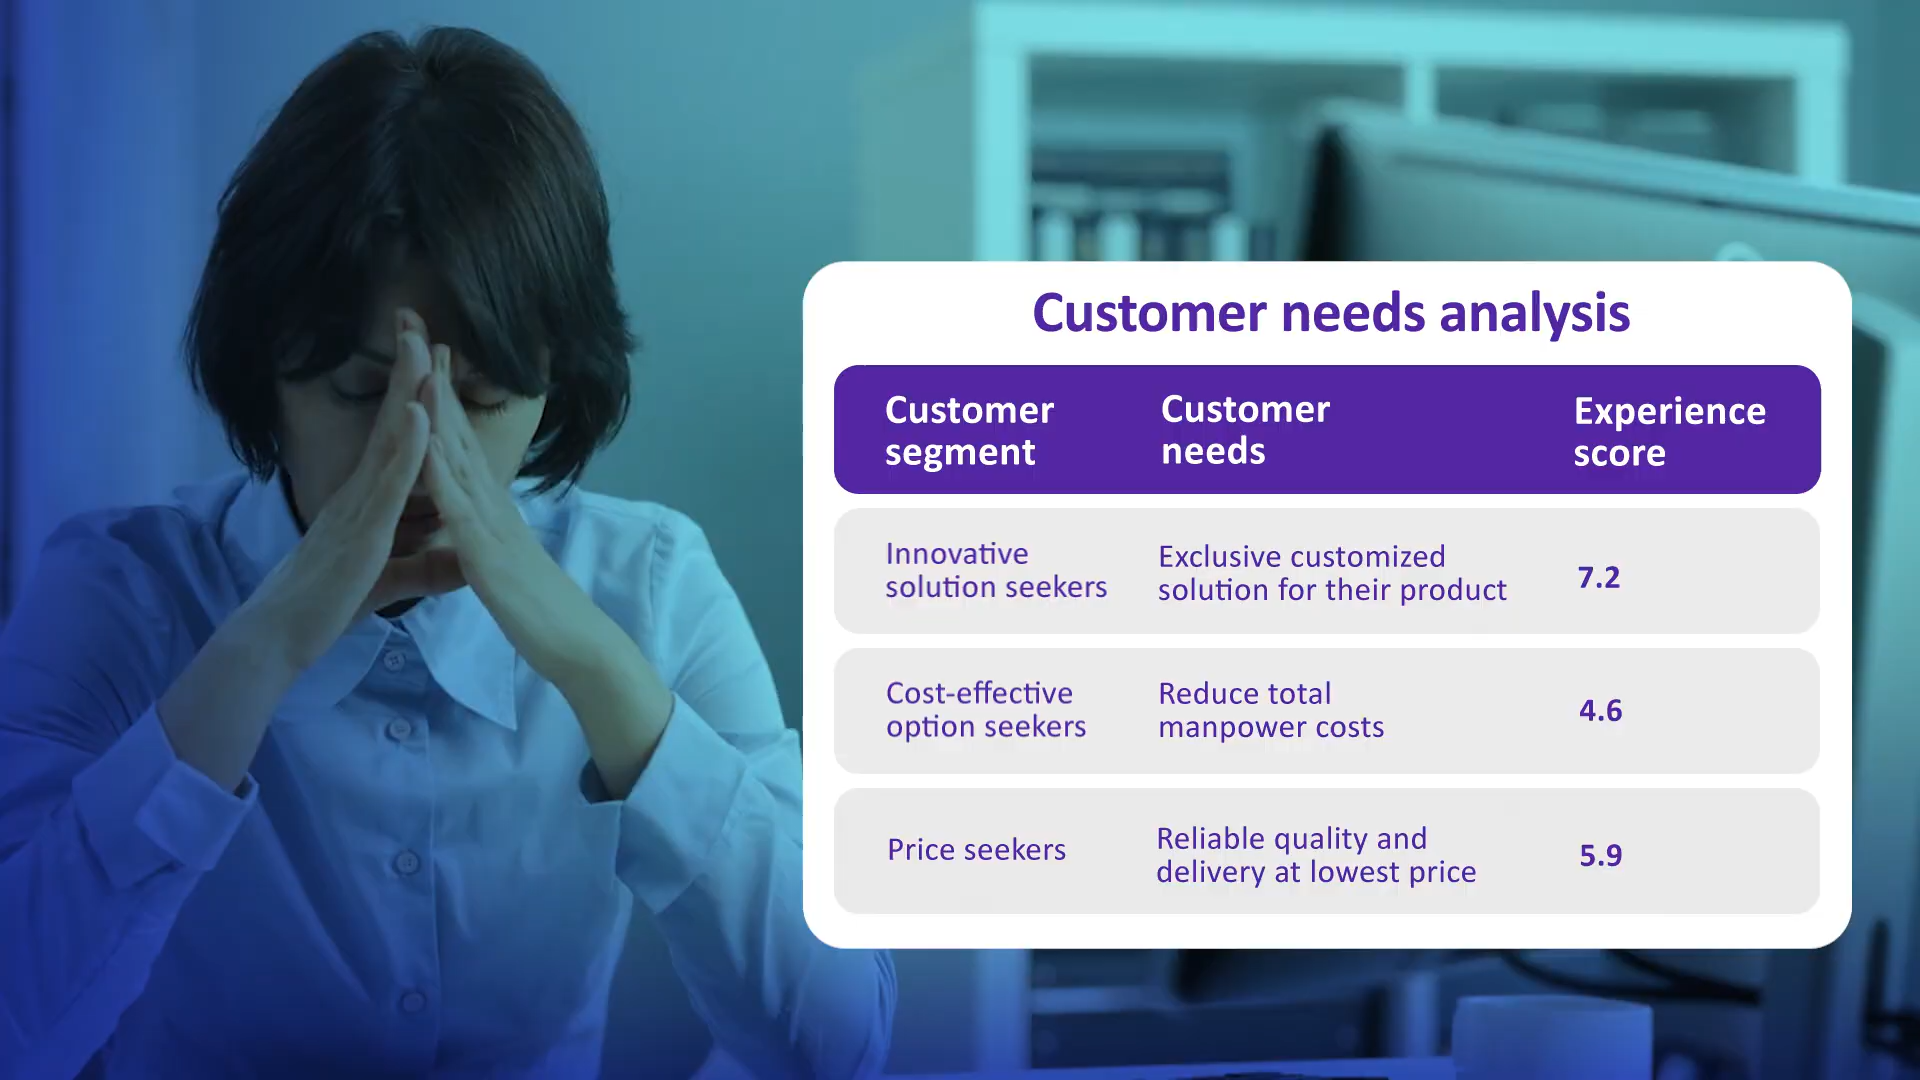 Customer needs analysis
Customer
segment
Customer
needs
Experience
score
Innovative
solution seekers
Exclusive customized
solution for their product
7.2
Cost-effective
option seekers
Reduce total
manpower costs
4.6
Price seekers
Reliable quality and
delivery at lowest price
5.9